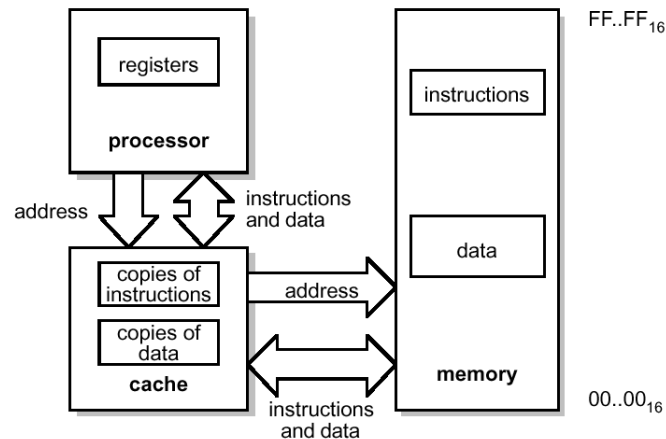 registers
processor
address
instructions
and data
copies of
instructions
copies of
data
cache
address
instructions
and data
FF..FF16
instructions
data
memory
00..0016